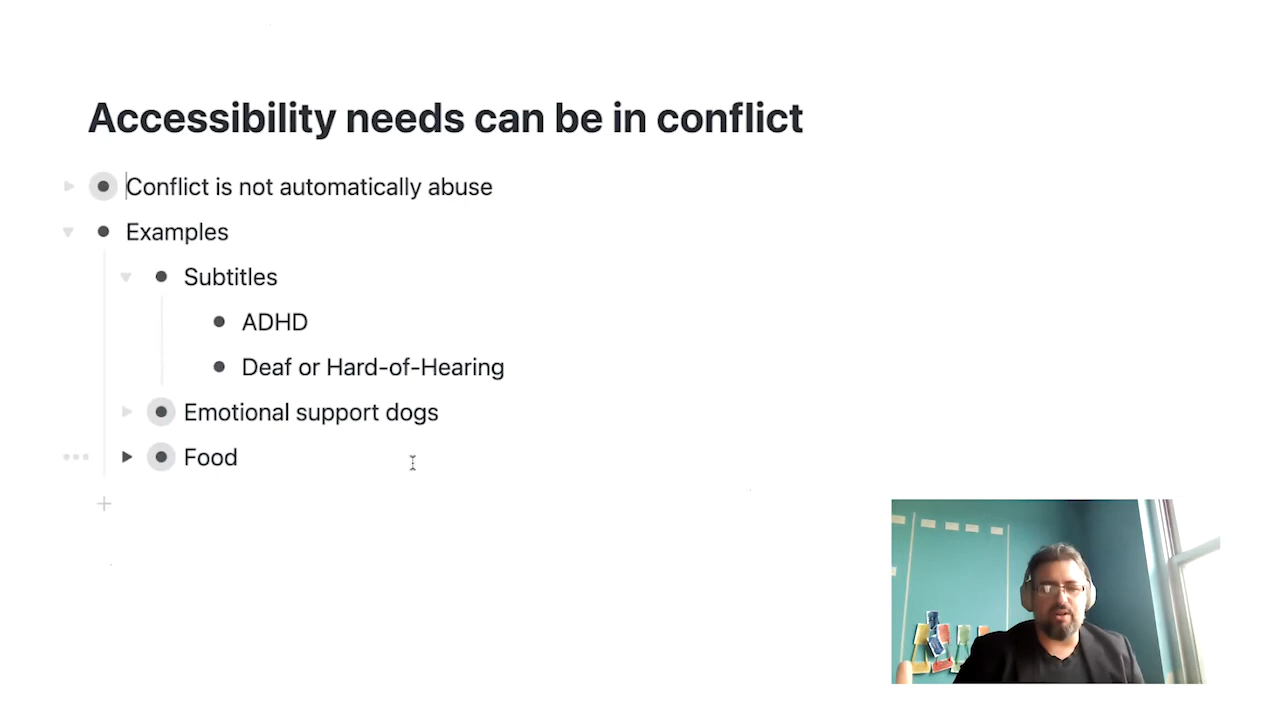 Accessibility needs can be in conflict
Conflict is not automatically abuse
Examples
Subtitles
ADHD
Deaf or Hard-of-Hearing
Emotional support dogs
Food